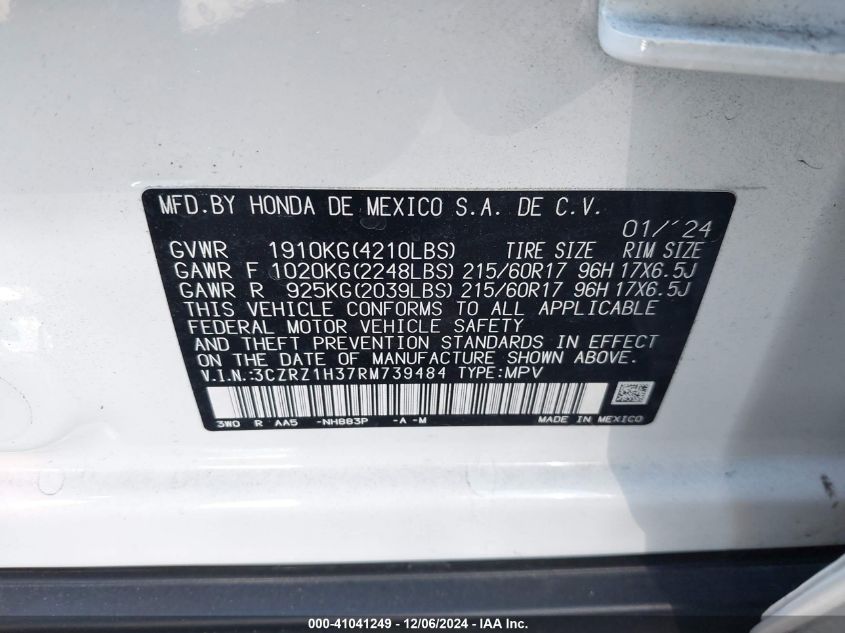 MFD.BY HONDA DE MEXICO S.A. DE C.V.
01/'24
GVWR 1910KG(4210LBS) TIRE SIZE RIM SIZE
GAWR F 1020KG(2248LBS) 215/60R17 96H 17X6.5J
GAWR R 925KG(2039LBS) 215/60R17 96H 17X6.5J
THIS VEHICLE CONFORMS TO ALL APPLICABLE
FEDERAL MOTOR VEHICLE SAFETY
AND THEFT PREVENTION STANDARDS IN EFFECT
ON THE DATE OF MANUFACTURE SHOWN ABOVE.
V.I.N.:3CZRZ1H37RM739484 TYPE:MPV
3W0 R AA5 -NH883P -A -M MADE IN MEXICO
000-41041249 - 12/06/2024 - IAA Inc.